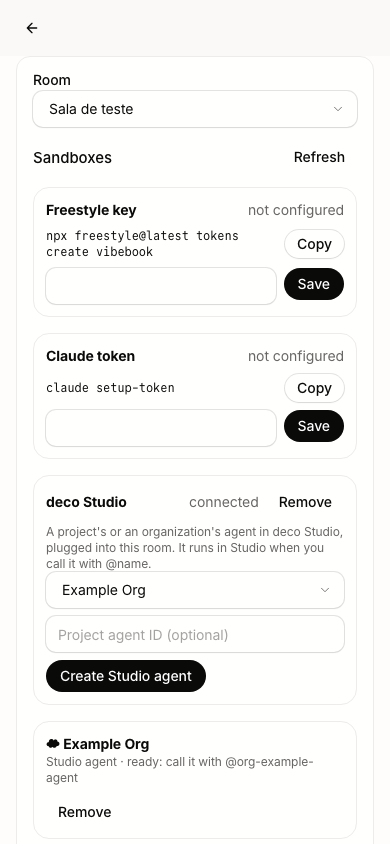 Room
Sala de teste
Sandboxes
Refresh
Freestyle key
not configured
npx freestyle@latest tokens
create vibebook
Copy
Save
Claude token
not configured
claude setup-token
Copy
Save
deco Studio
connected
Remove
A project's or an organization's agent in deco Studio,
plugged into this room. It runs in Studio when you
call it with @name.
Example Org
Project agent ID (optional)
Create Studio agent
Example Org
Studio agent · ready: call it with @org-example-
agent
Remove